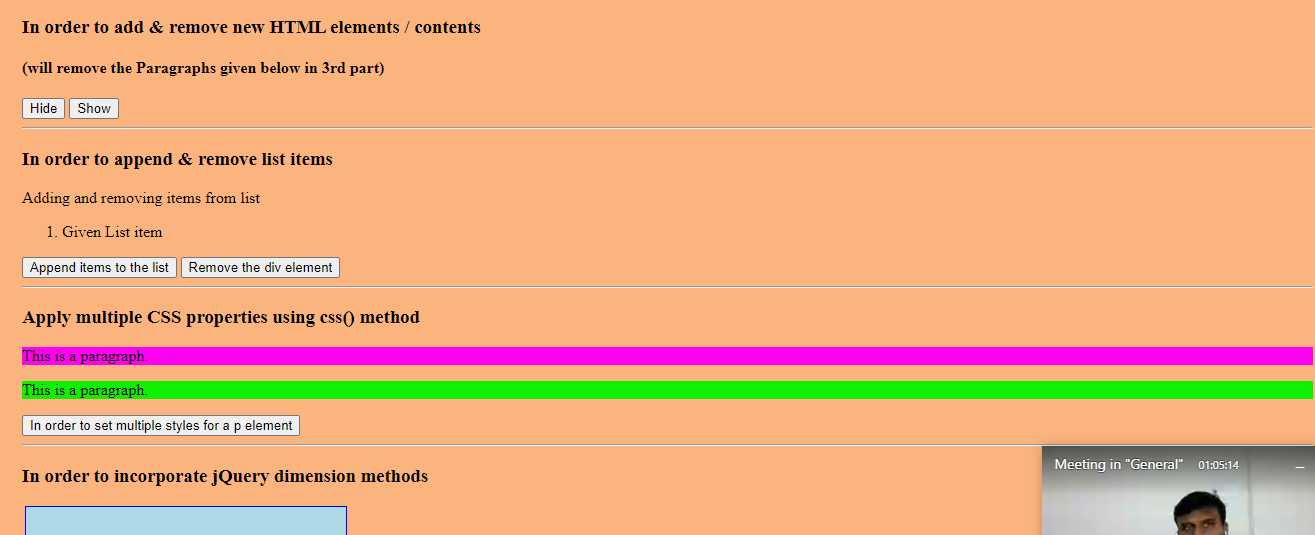 In order to add & remove new HTML elements / contents
(will remove the Paragraphs given below in 3rd part)
Hide Show
In order to append & remove list items
Adding and removing items from list
1. Given List item
Append items to the list Remove the div element
Apply multiple CSS properties using css() method
This is a paragraph.
This is a paragraph.
In order to set multiple styles for a p element
Meeting in "General" 01:05:14
In order to incorporate jQuery dimension methods